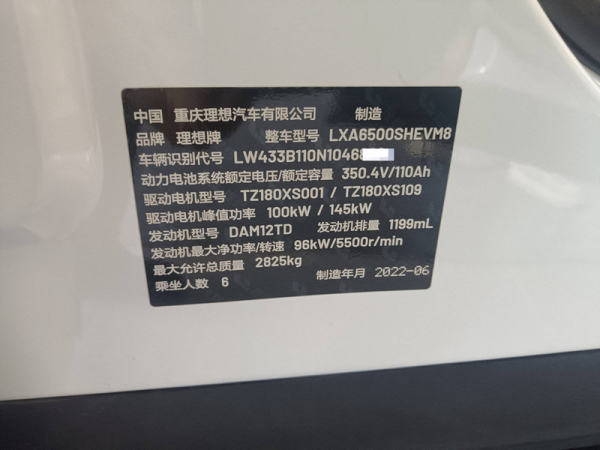 中国 重庆理想汽车有限公司 制造
品牌 理想牌 整车型号 LXA6500SHEVM8
车辆识别代号 LW433B110N10468
动力电池系统额定电压/额定容量 350.4V/110Ah
驱动电机型号 TZ180XS001 / TZ180XS109
驱动电机峰值功率 100kW / 145kW
发动机型号 DAM12TD 发动机排量 1199mL
发动机最大净功率/转速 96kW/5500r/min
最大允许总质量 2825kg 制造年月 2022-06
乘坐人数 6